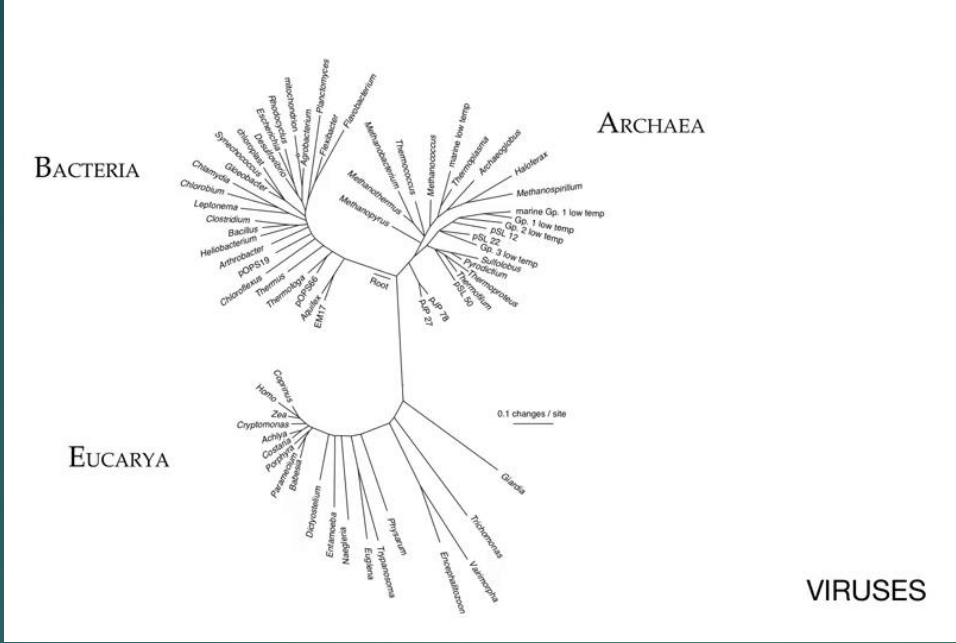 BACTERIA
ARCHAEA
EUCARYA
VIRUSES
Flavobacterium
Flexibacter
Planctomyces
Agrobacterium
mitochondrion
Rhodocyclus
Escherichia
Desulfovibrio
chloroplast
Synechococcus
Gloeobacter
Chlamydia
Chlorobium
Leptonema
Clostridium
Bacillus
Heliobacterium
Arthrobacter
pOPS19
Chloroflexus
Thermus
Thermotoga
pOPS66
Aquifex
EM17
Root
Methanopyrus
Methanothermus
Methanobacterium
Thermococcus
Methanococcus
marine low temp
Thermoplasma
Archaeoglobus
Haloferax
Methanospirillum
marine Gp. 1 low temp
Gp. 1 low temp
Gp. 2 low temp
pSL 12
pSL 22
Gp. 3 low temp
Sulfolobus
Pyrodictium
Thermoproteus
Thermofilum
pSL 50
pJP 78
pJP 27
0.1 changes / site
Coprinus
Homo
Zea
Cryptomonas
Achlya
Costaria
Porphyra
Paramecium
Babesia
Dictyostelium
Entamoeba
Naegleria
Euglena
Trypanosoma
Physarum
Encephalitozoon
Vairimorpha
Trichomonas
Giardia